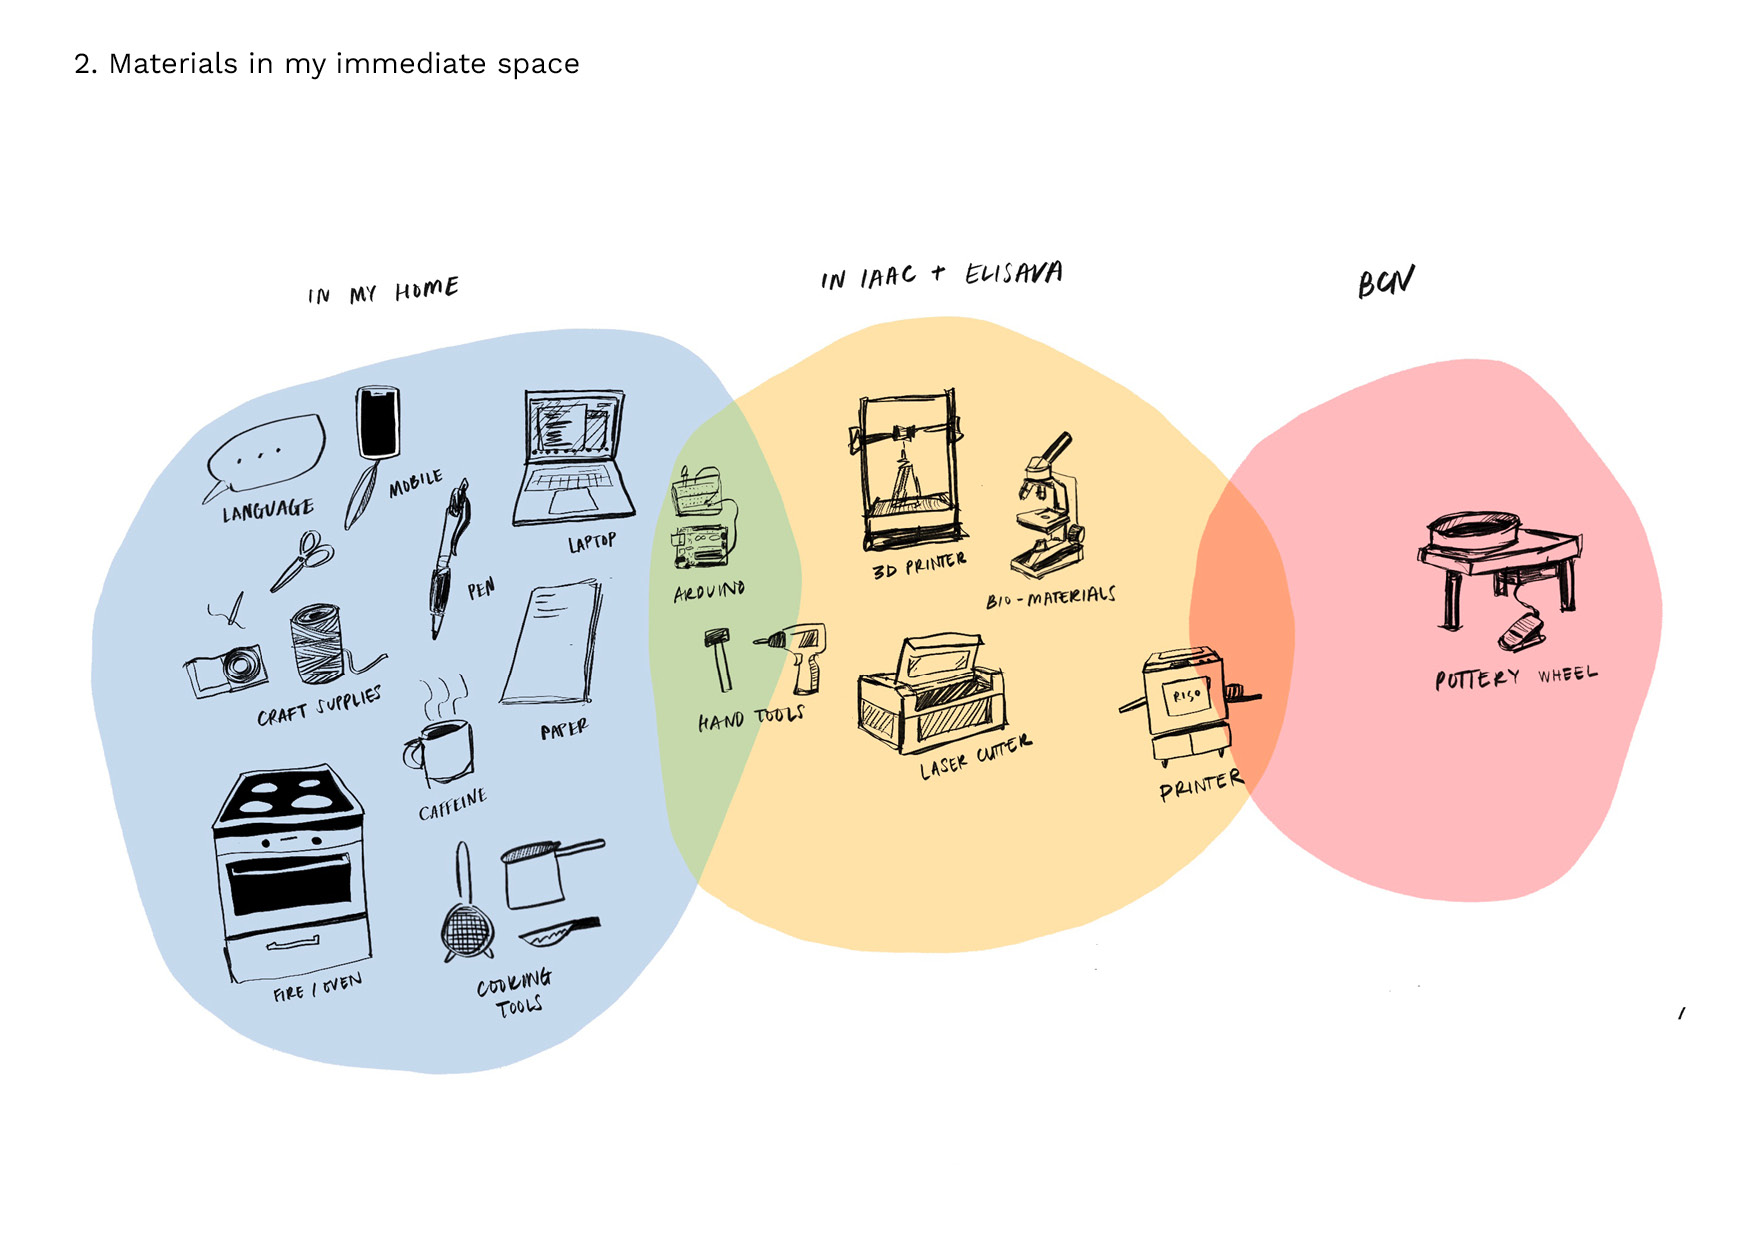 2. Materials in my immediate space
IN MY HOME
IN IAAC + ELISAVA
BCN
LANGUAGE
MOBILE
LAPTOP
PEN
CRAFT SUPPLIES
PAPER
CAFFEINE
FIRE / OVEN
COOKING
TOOLS
ARDUINO
HAND TOOLS
3D PRINTER
BIO-MATERIALS
LASER CUTTER
RISO
PRINTER
POTTERY WHEEL